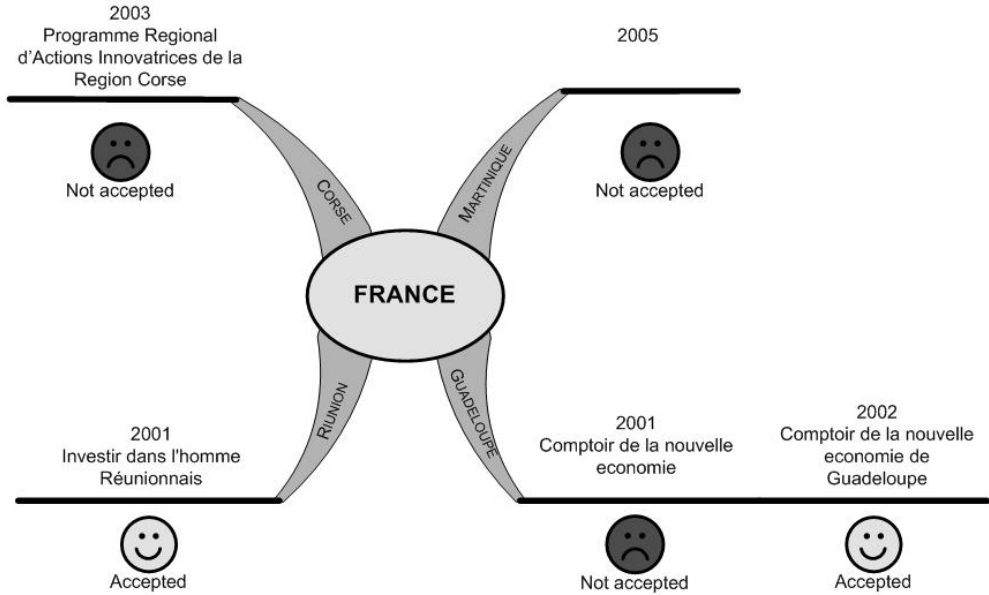 2003
Programme Regional
d'Actions Innovatrices de la
Region Corse
Not accepted
CORSE
2005
Not accepted
MARTINIQUE
FRANCE
RIUNION
2001
Investir dans l'homme
Réunnionnais
Accepted
GUADELOUPE
2001
Comptoir de la nouvelle
economie
Not accepted
2002
Comptoir de la nouvelle
economie de
Guadeloupe
Accepted